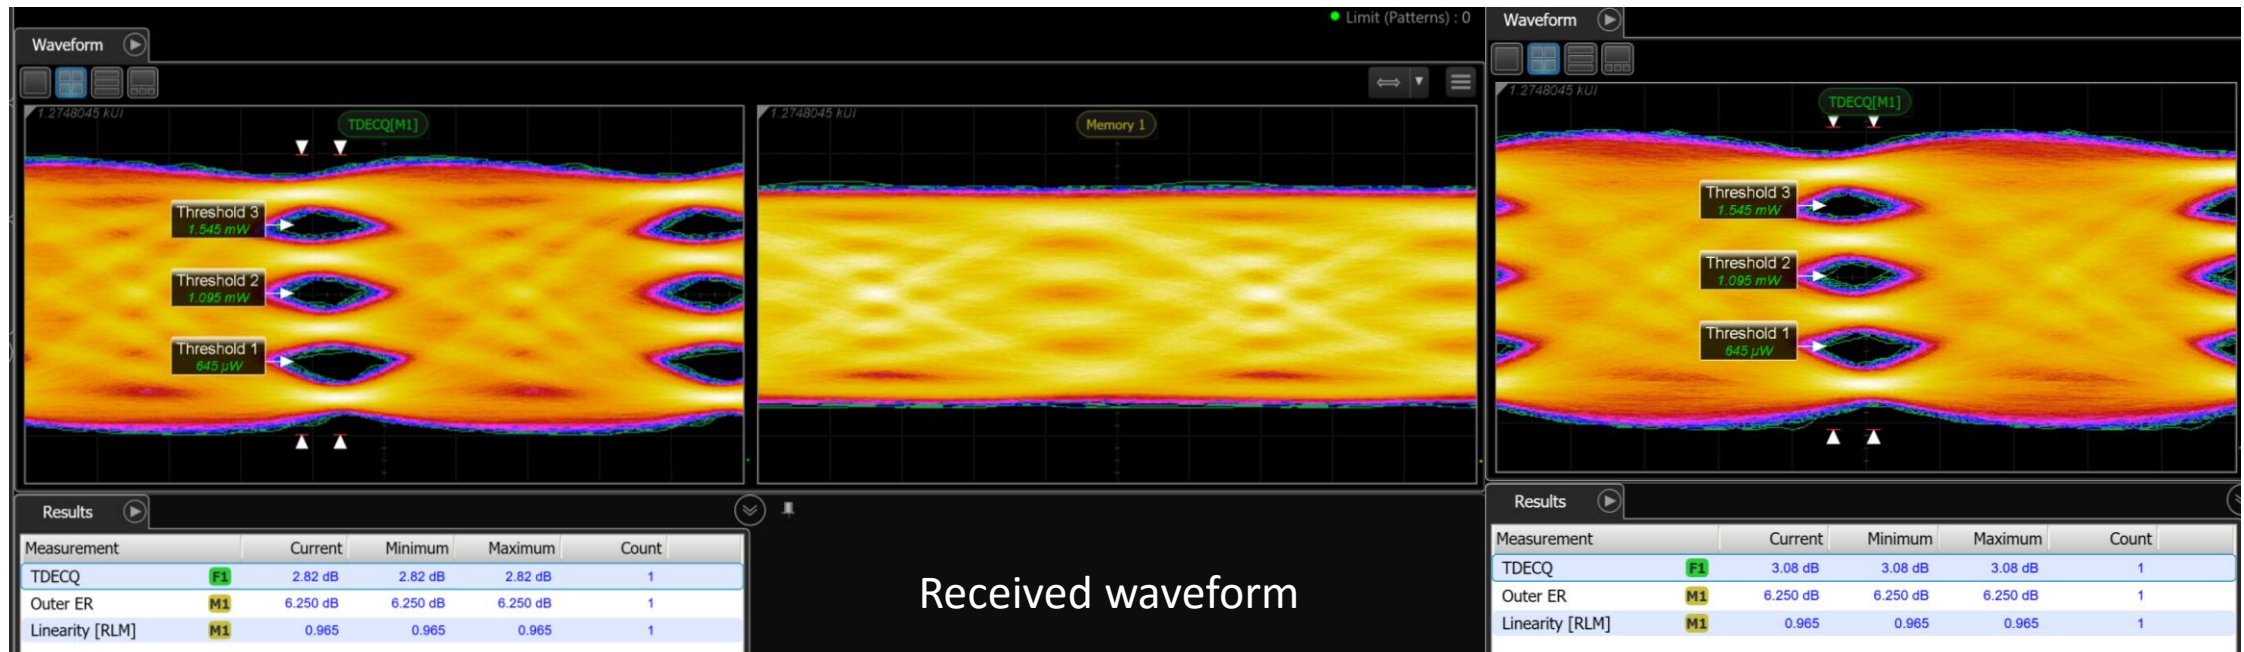 Limit (Patterns) : 0
Waveform
1.2748045 kUI
TDECQ[M1]
Threshold 3
1.545 mW
Threshold 2
1.095 mW
Threshold 1
645 µW
1.2748045 kUI
Memory 1
Results
Measurement Current Minimum Maximum Count
TDECQ F1 2.82 dB 2.82 dB 2.82 dB 1
Outer ER M1 6.250 dB 6.250 dB 6.250 dB 1
Linearity [RLM] M1 0.965 0.965 0.965 1
Received waveform
Waveform
1.2748045 kUI
TDECQ[M1]
Threshold 3
1.545 mW
Threshold 2
1.095 mW
Threshold 1
645 µW
Results
Measurement Current Minimum Maximum Count
TDECQ F1 3.08 dB 3.08 dB 3.08 dB 1
Outer ER M1 6.250 dB 6.250 dB 6.250 dB 1
Linearity [RLM] M1 0.965 0.965 0.965 1